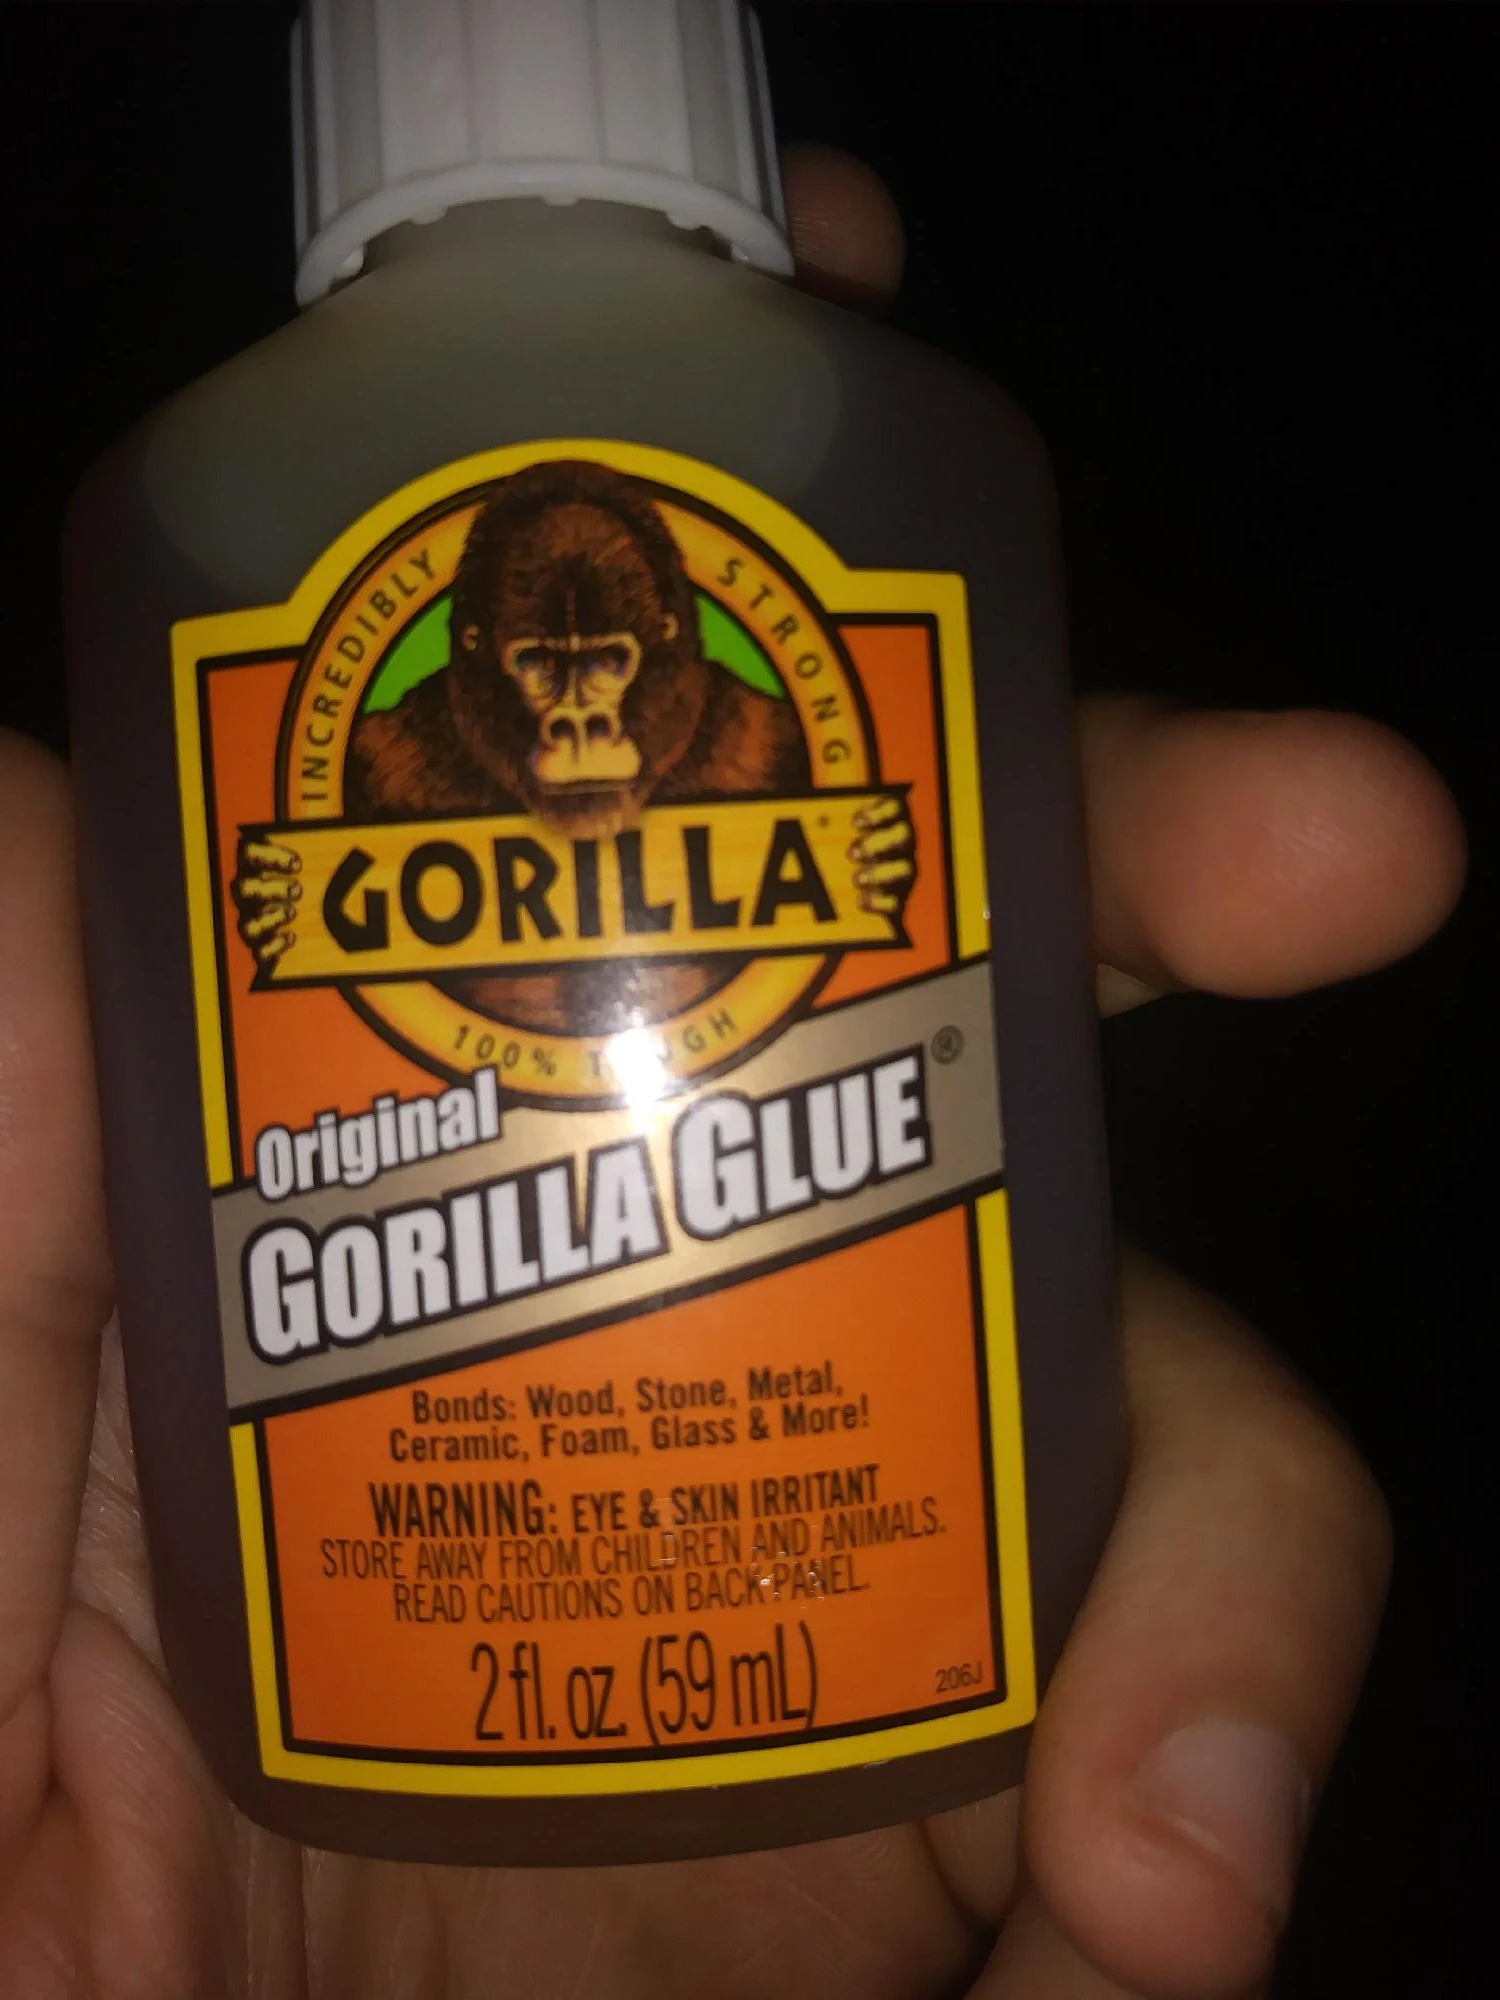 INCREDIBLY STRONG
GORILLA
100%
Original
GORILLA GLUE®
Bonds: Wood, Stone, Metal,
Ceramic, Foam, Glass & More!
WARNING: EYE & SKIN IRRITANT
STORE AWAY FROM CHILDREN AND ANIMALS.
READ CAUTIONS ON BACK PANEL.
2 fl. oz. (59 mL)
206J